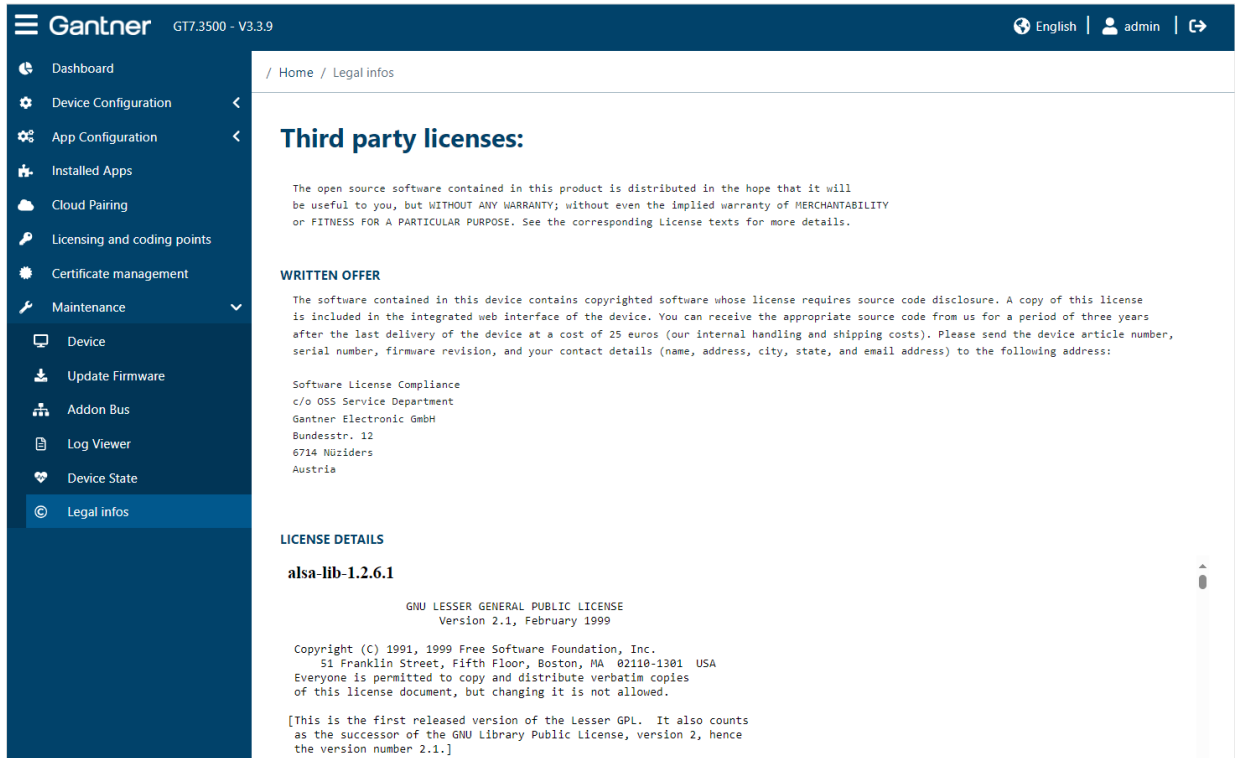 Gantner GT7.3500 - V3.3.9 English admin
Dashboard
Device Configuration
App Configuration
Installed Apps
Cloud Pairing
Licensing and coding points
Certificate management
Maintenance
Device
Update Firmware
Addon Bus
Log Viewer
Device State
© Legal infos
/ Home / Legal infos
Third party licenses:
The open source software contained in this product is distributed in the hope that it will
be useful to you, but WITHOUT ANY WARRANTY; without even the implied warranty of MERCHANTABILITY
or FITNESS FOR A PARTICULAR PURPOSE. See the corresponding License texts for more details.
WRITTEN OFFER
The software contained in this device contains copyrighted software whose license requires source code disclosure. A copy of this license
is included in the integrated web interface of the device. You can receive the appropriate source code from us for a period of three years
after the last delivery of the device at a cost of 25 euros (our internal handling and shipping costs). Please send the device article number,
serial number, firmware revision, and your contact details (name, address, city, state, and email address) to the following address:
Software License Compliance
c/o OSS Service Department
Gantner Electronic GmbH
Bundesstr. 12
6714 Nüziders
Austria
LICENSE DETAILS
alsa-lib-1.2.6.1
GNU LESSER GENERAL PUBLIC LICENSE
Version 2.1, February 1999
Copyright (C) 1991, 1999 Free Software Foundation, Inc.
51 Franklin Street, Fifth Floor, Boston, MA 02110-1301 USA
Everyone is permitted to copy and distribute verbatim copies
of this license document, but changing it is not allowed.
[This is the first released version of the Lesser GPL. It also counts
as the successor of the GNU Library Public License, version 2, hence
the version number 2.1.]